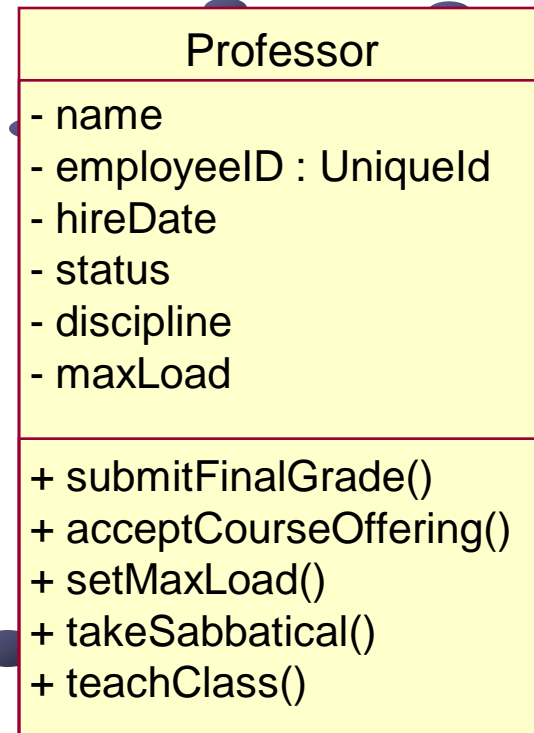 Professor
- name
- employeeID : UniqueId
- hireDate
- status
- discipline
- maxLoad
+ submitFinalGrade()
+ acceptCourseOffering()
+ setMaxLoad()
+ takeSabbatical()
+ teachClass()